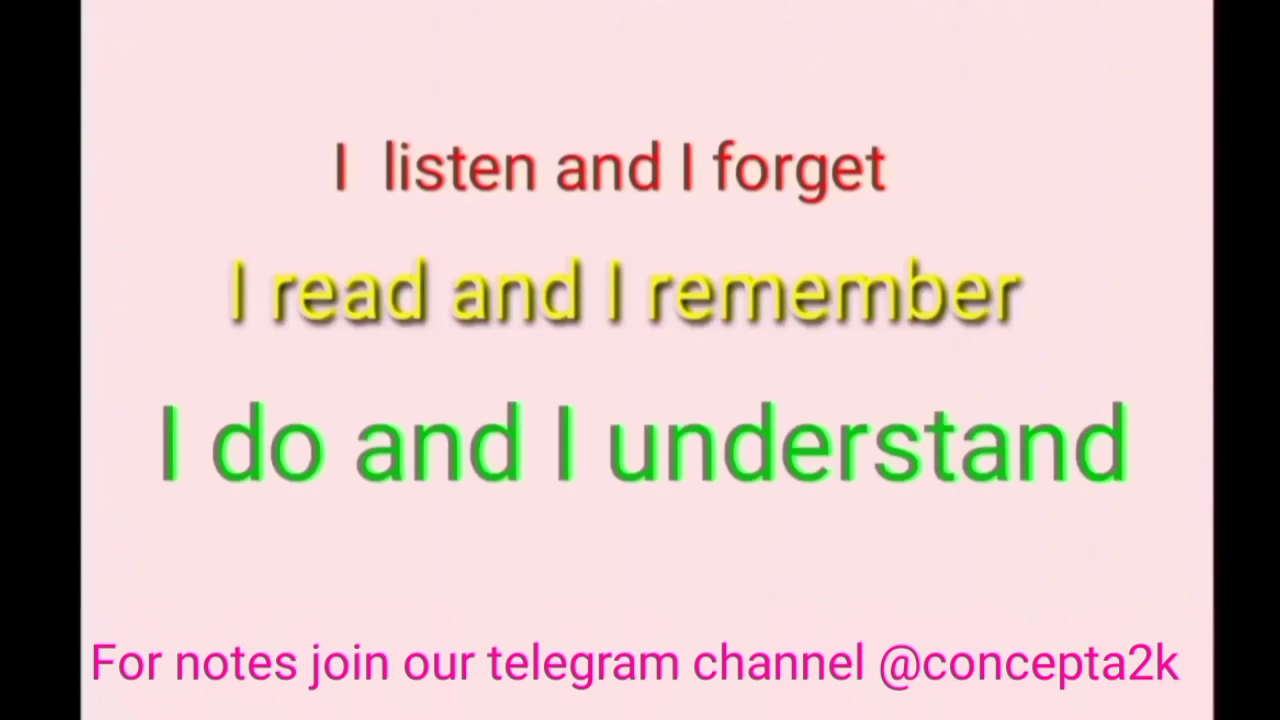 I listen and I forget
I read and I remember
I do and I understand
For notes join our telegram channel @concepta2k